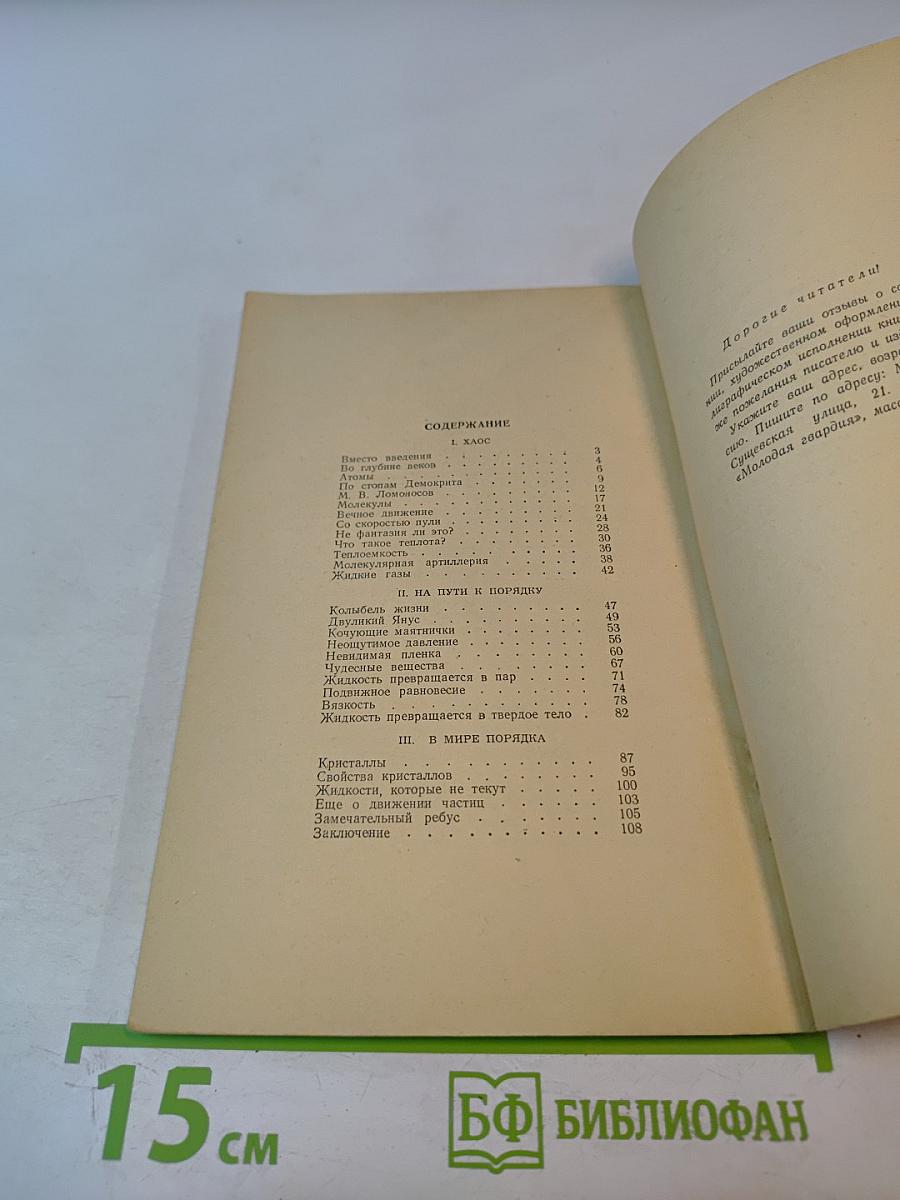 СОДЕРЖАНИЕ
I. ХАОС
Вместо введения . . . . . . . . 3
Во глубине веков . . . . . . . . 4
Атомы . . . . . . . . . . . 6
По стопам Демокрита . . . . . . . 9
М. В. Ломоносов . . . . . . . . 12
Молекулы . . . . . . . . . . 17
Вечное движение . . . . . . . . 21
Со скоростью пули . . . . . . . . 24
Не фантазия ли это? . . . . . . . 28
Что такое теплота? . . . . . . . . 30
Теплоемкость . . . . . . . . . 36
Молекулярная артиллерия . . . . . 38
Жидкие газы . . . . . . . . . 42
II. НА ПУТИ К ПОРЯДКУ
Колыбель жизни . . . . . . . . . 47
Двуликий Янус . . . . . . . . . 49
Кочующие маятнички . . . . . . . 53
Неощутимое давление . . . . . . . 56
Невидимая пленка . . . . . . . . 60
Чудесные вещества . . . . . . . . 67
Жидкость превращается в пар . . . . 71
Подвижное равновесие . . . . . . . 74
Вязкость . . . . . . . . . . . 78
Жидкость превращается в твердое тело . 82
III. В МИРЕ ПОРЯДКА
Кристаллы . . . . . . . . . . . 87
Свойства кристаллов . . . . . . . . 95
Жидкости, которые не текут . . . . . 100
Еще о движении частиц . . . . . . 103
Замечательный ребус . . . . . . . 105
Заключение . . . . . . . . . . . 108
Дорогие читатели!
Присылайте ваши отзывы о
нии, художественном
лиграфическом исполнении
же пожелания писателю и
Укажите ваш адрес,
сию. Пишите по адресу:
Сущевская улица, 21.
«Молодая гвардия»,
15 см
БФ БИБЛИОФАН